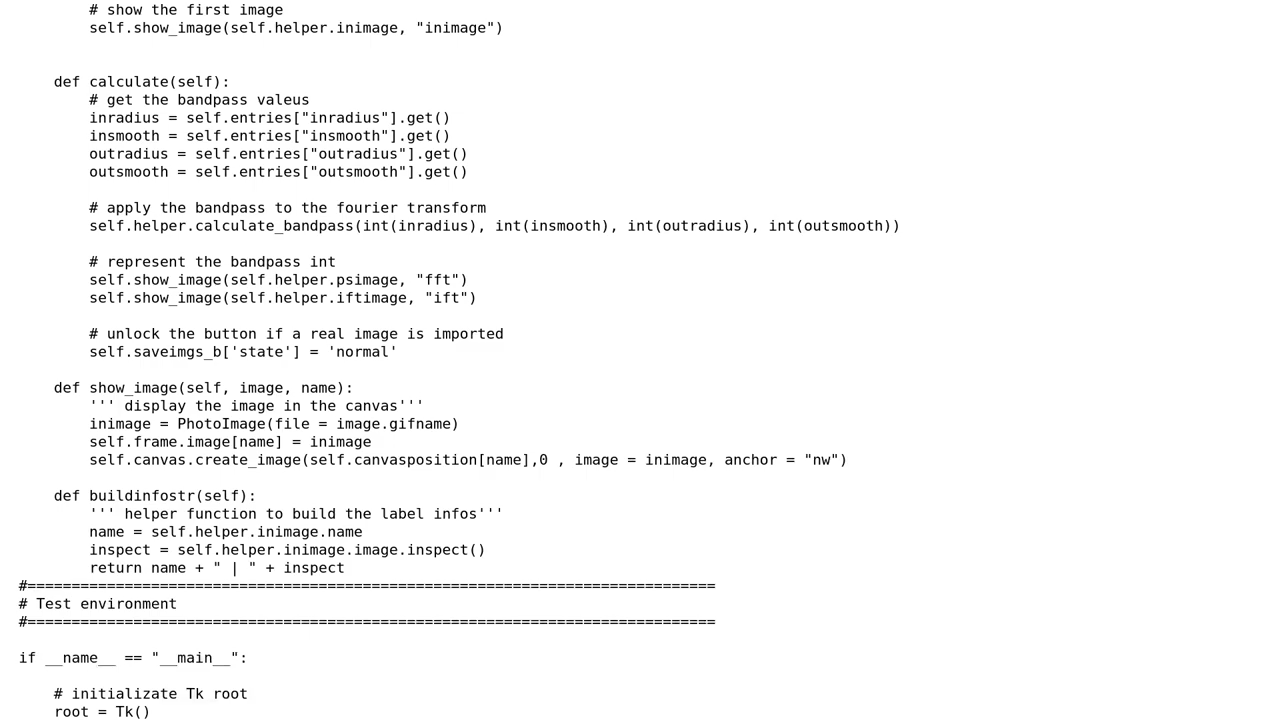 # show the first image
self.show_image(self.helper.inimage, "inimage")
def calculate(self):
# get the bandpass valeus
inradius = self.entries["inradius"].get()
insmooth = self.entries["insmooth"].get()
outradius = self.entries["outradius"].get()
outsmooth = self.entries["outsmooth"].get()
# apply the bandpass to the fourier transform
self.helper.calculate_bandpass(int(inradius), int(insmooth), int(outradius), int(outsmooth))
# represent the bandpass int
self.show_image(self.helper.psimage, "fft")
self.show_image(self.helper.iftimage, "ift")
# unlock the button if a real image is imported
self.saveimgs_b['state'] = 'normal'
def show_image(self, image, name):
''' display the image in the canvas'''
inimage = PhotoImage(file = image.gifname)
self.frame.image[name] = inimage
self.canvas.create_image(self.canvasposition[name],0 , image = inimage, anchor = "nw")
def buildinfostr(self):
''' helper function to build the label infos'''
name = self.helper.inimage.name
inspect = self.helper.inimage.image.inspect()
return name + " | " + inspect
#==============================================================================
# Test environment
#==============================================================================
if __name__ == "__main__":
# initializate Tk root
root = Tk()